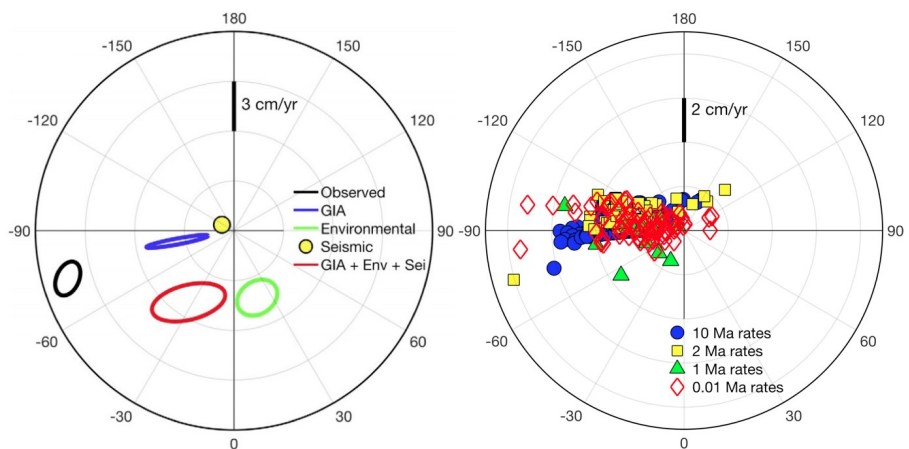 180
-150
150
-120
120
3 cm/yr
Observed
GIA
Environmental
Seismic
GIA + Env + Sei
-90
90
-60
60
-30
30
0
180
-150
150
-120
120
2 cm/yr
-90
90
-60
60
10 Ma rates
2 Ma rates
1 Ma rates
0.01 Ma rates
-30
30
0